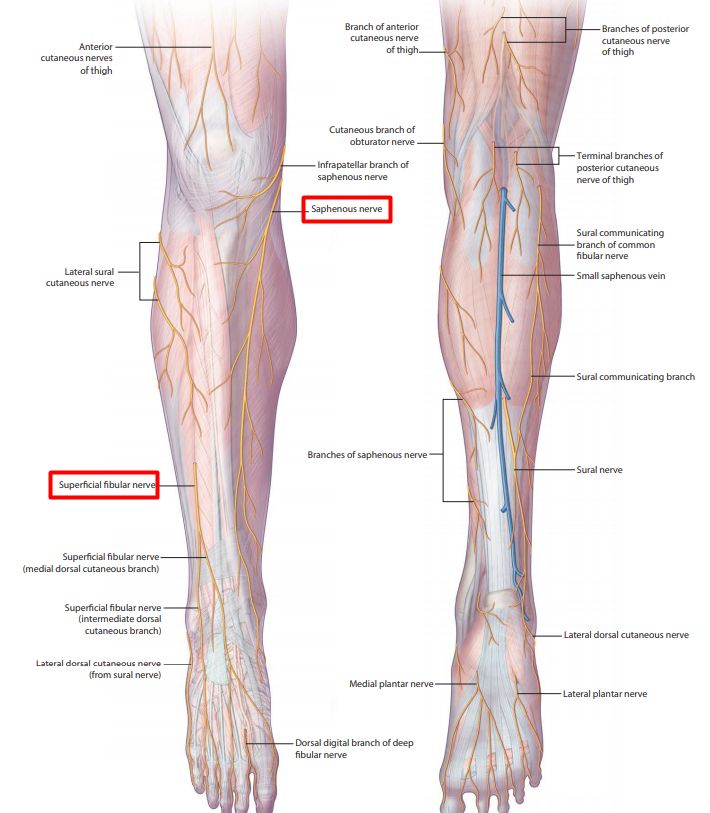 Anterior
cutaneous nerves
of thigh
Infrapatellar branch of
saphenous nerve
Saphenous nerve
Lateral sural
cutaneous nerve
Superficial fibular nerve
Superficial fibular nerve
(medial dorsal cutaneous branch)
Superficial fibular nerve
(intermediate dorsal
cutaneous branch)
Lateral dorsal cutaneous nerve
(from sural nerve)
Dorsal digital branch of deep
fibular nerve
Branch of anterior
cutaneous nerve
of thigh
Branches of posterior
cutaneous nerve
of thigh
Cutaneous branch of
obturator nerve
Terminal branches of
posterior cutaneous
nerve of thigh
Sural communicating
branch of common
fibular nerve
Small saphenous vein
Sural communicating branch
Branches of saphenous nerve
Sural nerve
Lateral dorsal cutaneous nerve
Medial plantar nerve
Lateral plantar nerve